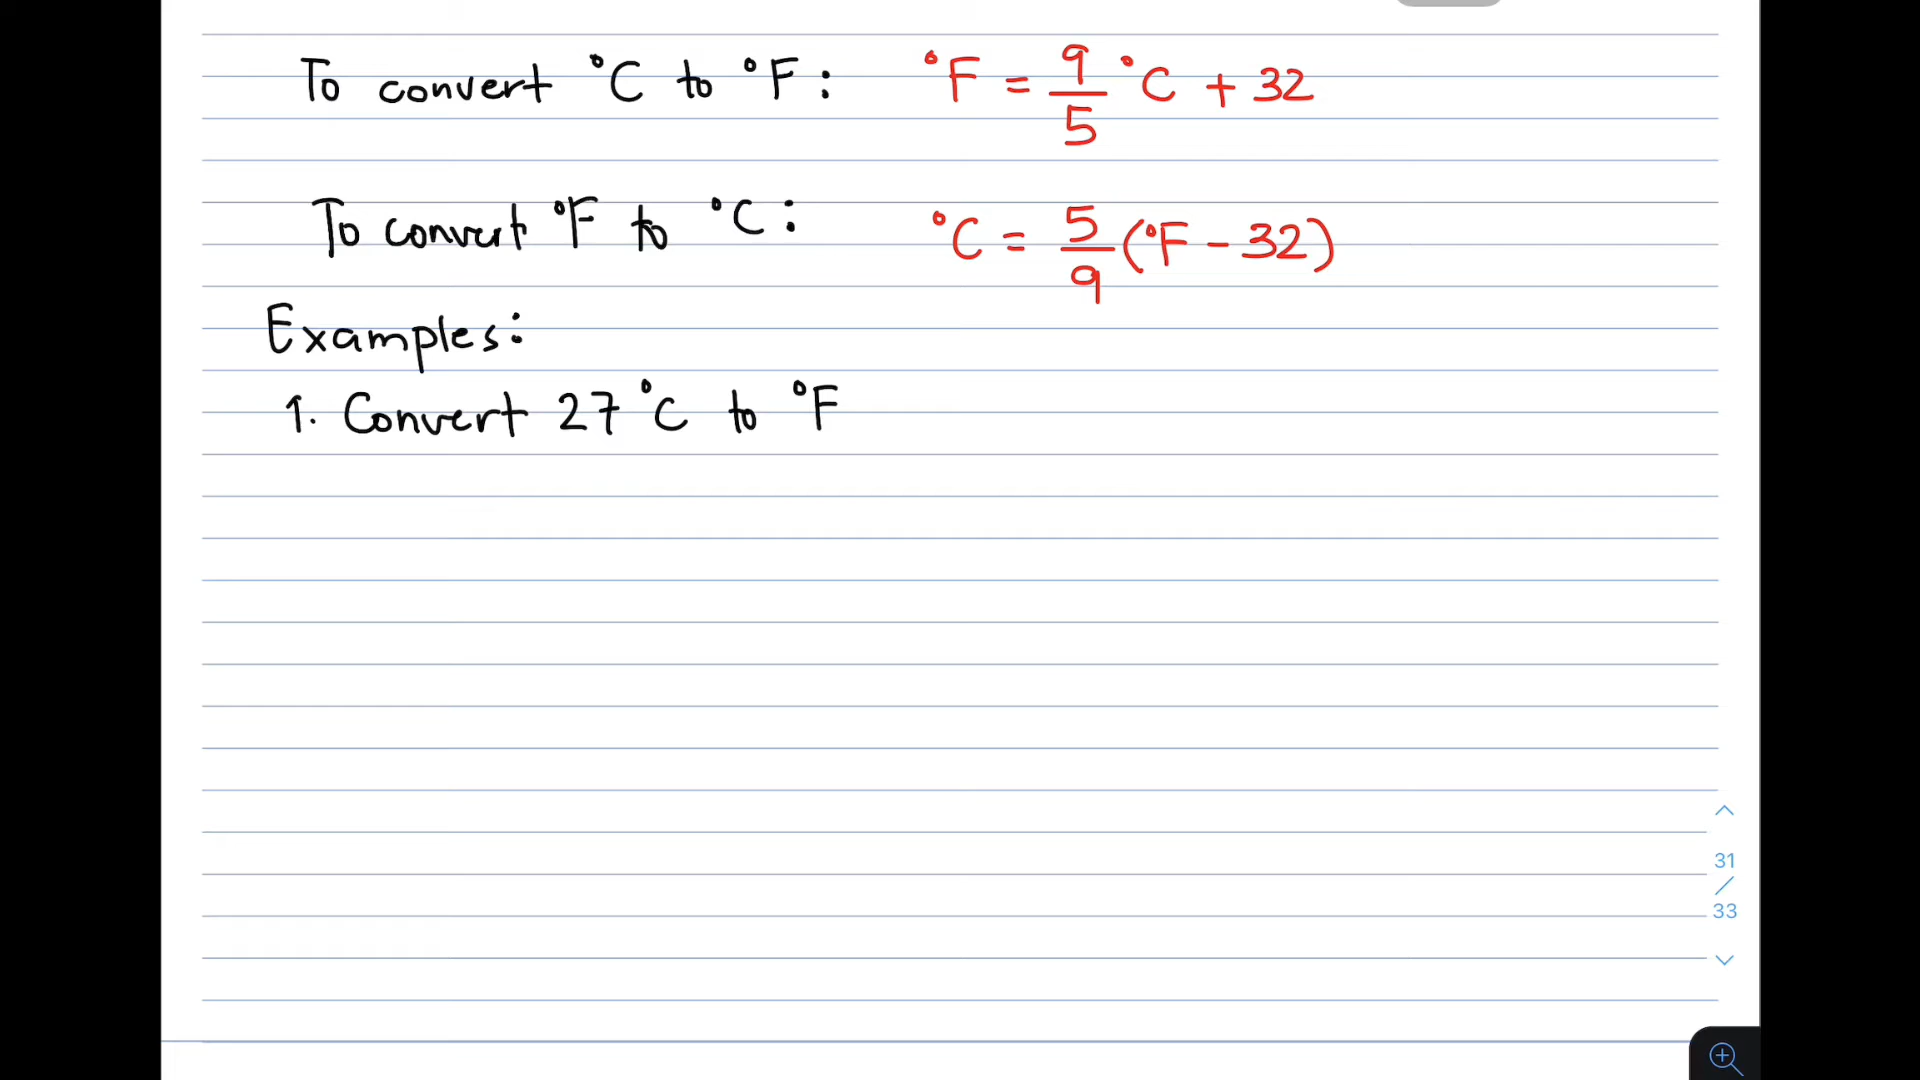 To convert °C to °F: °F = 9/5 °C + 32
To convert °F to °C: °C = 5/9 (°F - 32)
Examples:
1. Convert 27 °C to °F
31
/
33